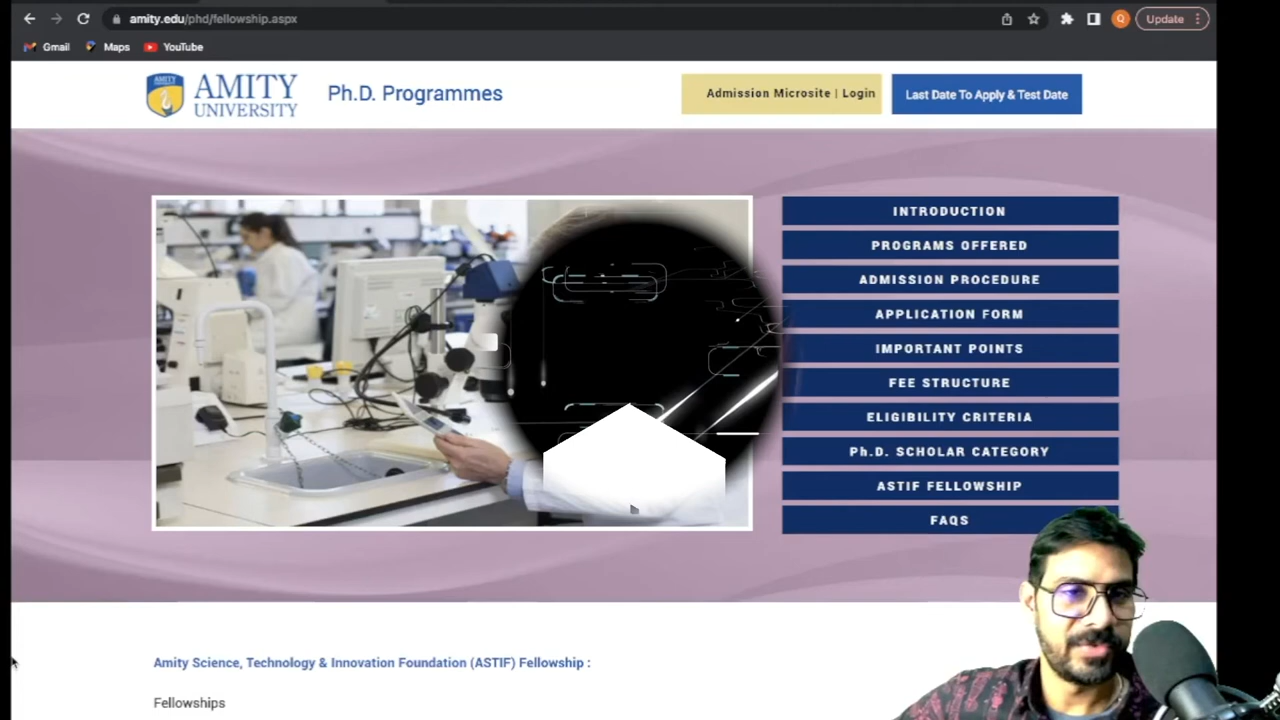 amity.edu/phd/fellowship.aspx
Q
Update
Gmail
Maps
YouTube
AMITY
UNIVERSITY
Ph.D. Programmes
Admission Microsite | Login
Last Date To Apply & Test Date
INTRODUCTION
PROGRAMS OFFERED
ADMISSION PROCEDURE
APPLICATION FORM
IMPORTANT POINTS
FEE STRUCTURE
ELIGIBILITY CRITERIA
Ph.D. SCHOLAR CATEGORY
ASTIF FELLOWSHIP
FAQS
Amity Science, Technology & Innovation Foundation (ASTIF) Fellowship :
Fellowships